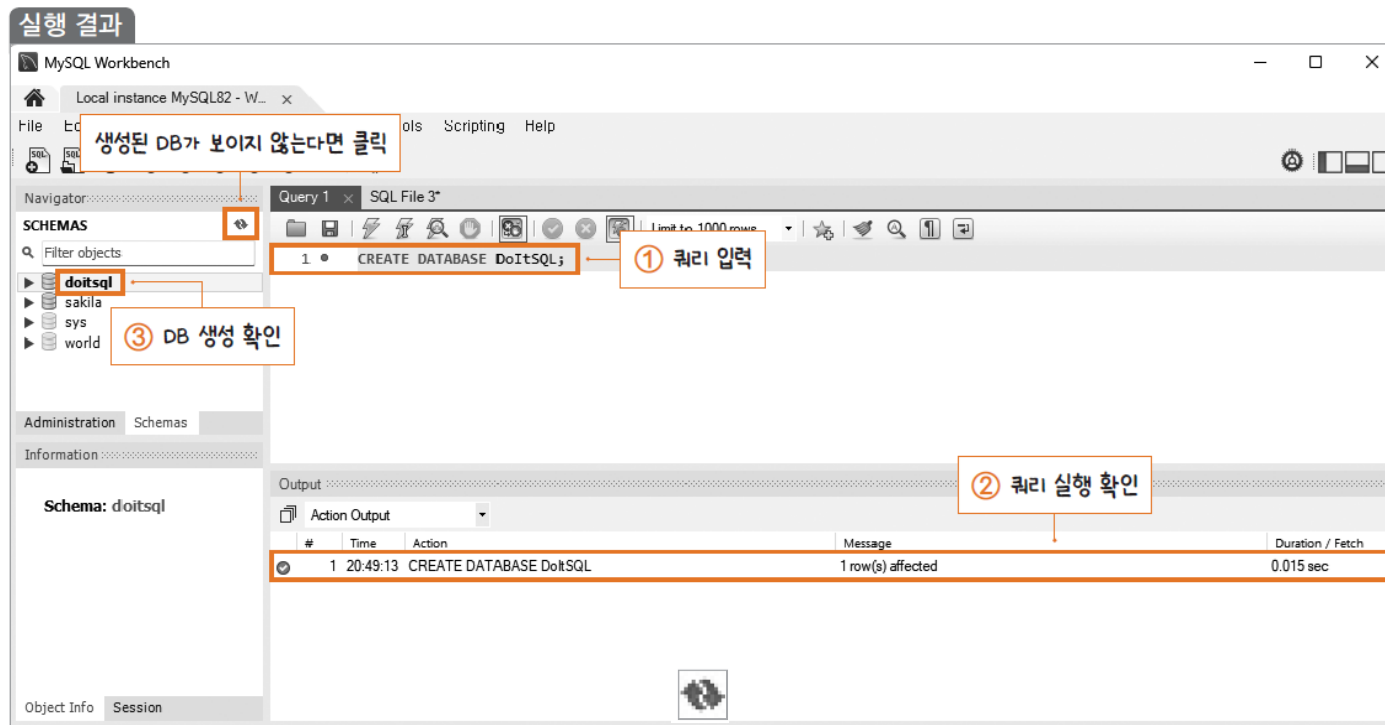 실행 결과
MySQL Workbench
Local instance MySQL82 - W...
File
생성된 DB가 보이지 않는다면 클릭
Scripting Help
Navigator
Query 1 SQL File 3*
SCHEMAS
Filter objects
Limit to 1000 rows
1 CREATE DATABASE DoItSQL;
① 쿼리 입력
doitsql
sakila
sys
world
③ DB 생성 확인
Administration Schemas
Information
Schema: doitsql
Output
② 쿼리 실행 확인
Action Output
# Time Action Message Duration / Fetch
1 20:49:13 CREATE DATABASE DoItSQL 1 row(s) affected 0.015 sec
Object Info Session